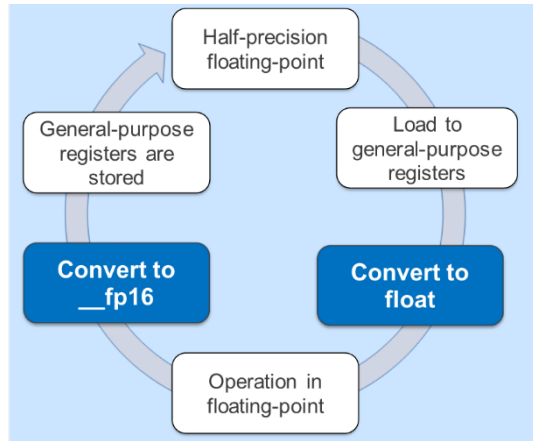 Half-precision
floating-point
Load to
general-purpose
registers
Convert to
float
Operation in
floating-point
Convert to
__fp16
General-purpose
registers are
stored